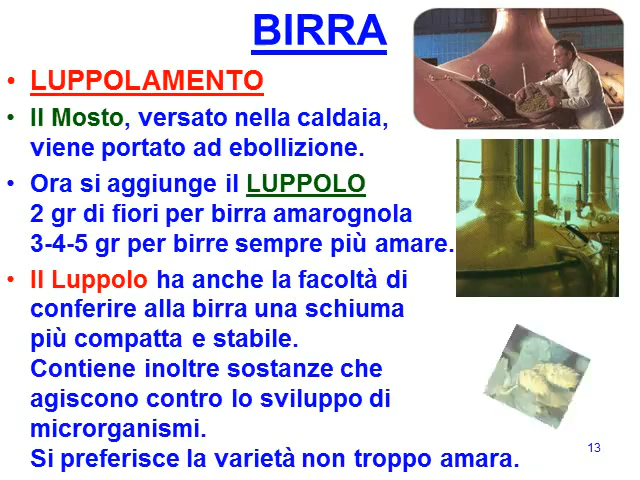 BIRRA
• LUPPOLAMENTO
• Il Mosto, versato nella caldaia,
viene portato ad ebollizione.
• Ora si aggiunge il LUPPOLO
2 gr di fiori per birra amarognola
3-4-5 gr per birre sempre più amare.
• Il Luppolo ha anche la facoltà di
conferire alla birra una schiuma
più compatta e stabile.
Contiene inoltre sostanze che
agiscono contro lo sviluppo di
microrganismi.
Si preferisce la varietà non troppo amara.
13